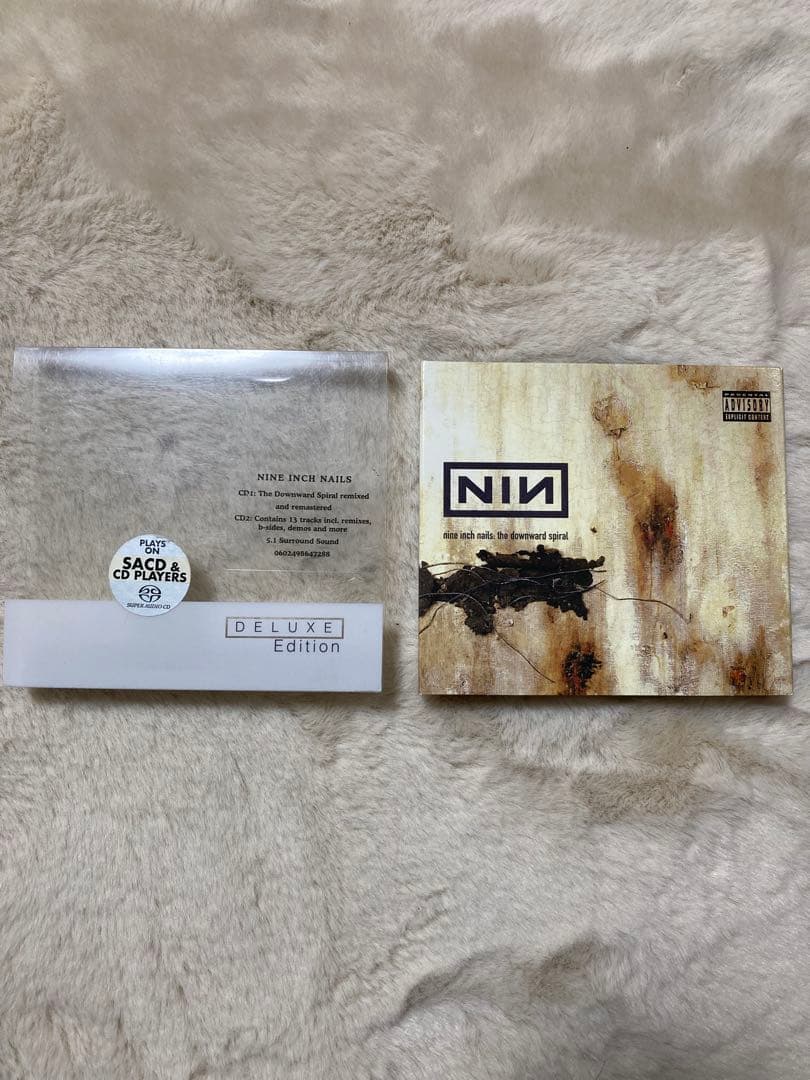 NINE INCH NAILS
CD1: The Downward Spiral remixed
and remastered
CD2: Contains 13 tracks incl. remixes,
b-sides, demos and more
5.1 Surround Sound
0602498647288
PLAYS
ON
SACD &
CD PLAYERS
SUPER AUDIO CD
DELUXE
Edition
PARENTAL
ADVISORY
EXPLICIT CONTENT
NIN
nine inch nails: the downward spiral